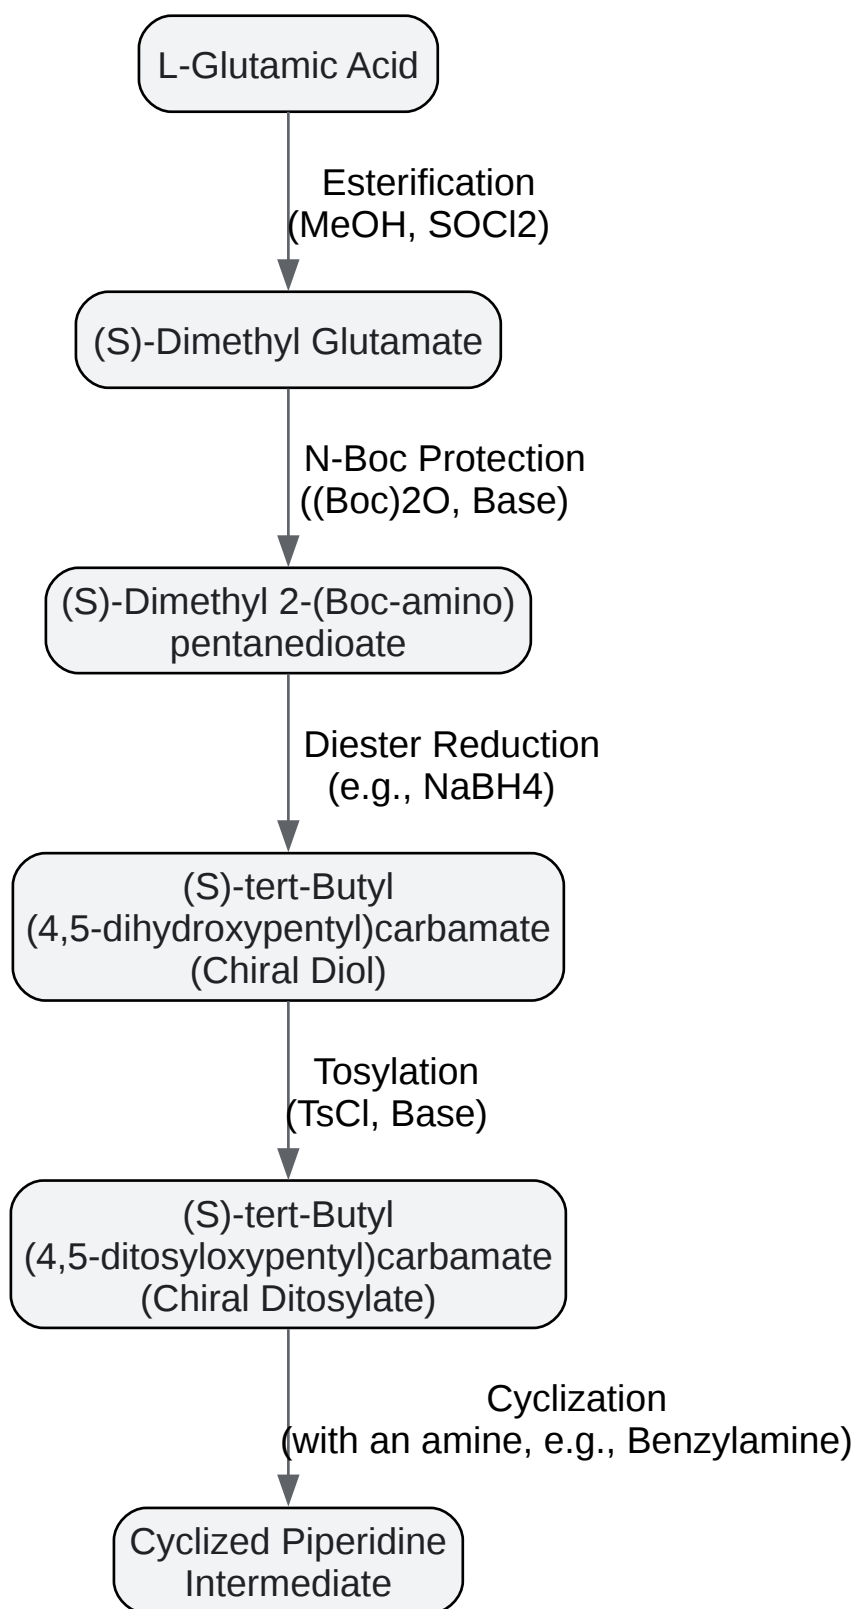 L-Glutamic Acid
Esterification
(MeOH, SOCl2)
(S)-Dimethyl Glutamate
N-Boc Protection
((Boc)2O, Base)
(S)-Dimethyl 2-(Boc-amino)
pentanedioate
Diester Reduction
(e.g., NaBH4)
(S)-tert-Butyl
(4,5-dihydroxypentyl)carbamate
(Chiral Diol)
Tosylation
(TsCl, Base)
(S)-tert-Butyl
(4,5-ditosyloxypentyl)carbamate
(Chiral Ditosylate)
Cyclization
(with an amine, e.g., Benzylamine)
Cyclized Piperidine
Intermediate